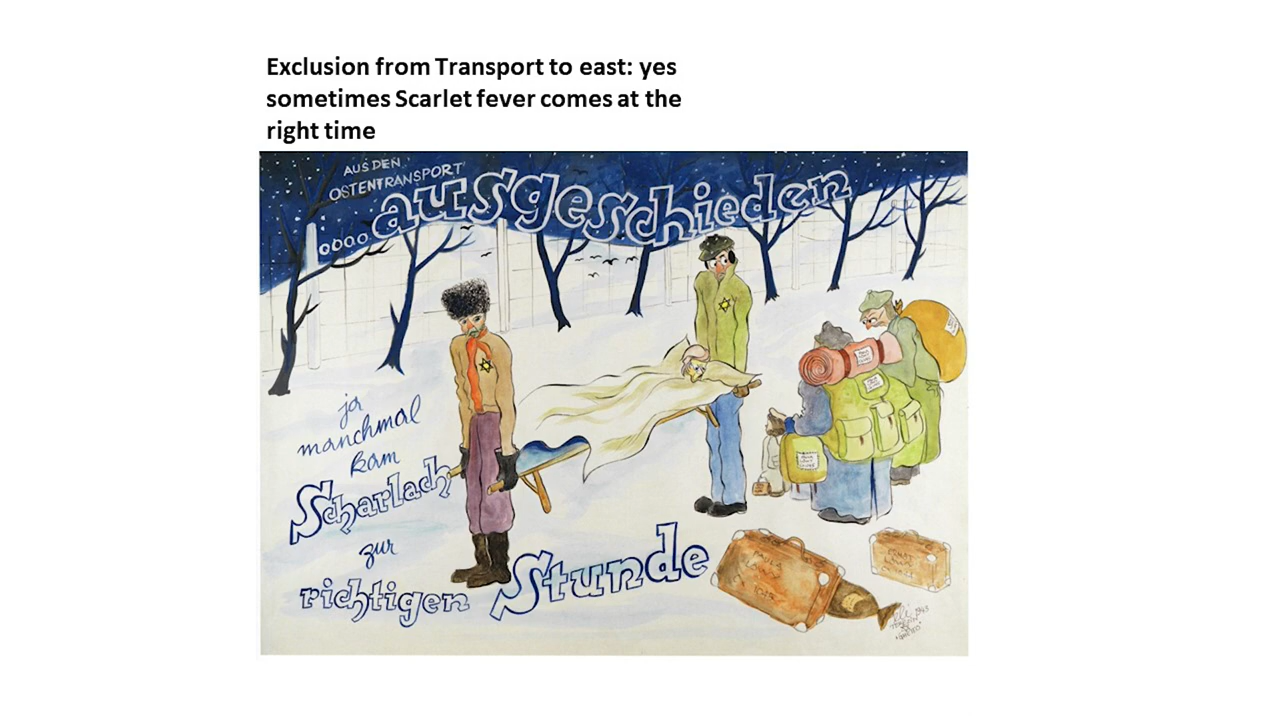 Exclusion from Transport to east: yes
sometimes Scarlet fever comes at the
right time
AUS DEN
OSTENTRANSPORT
....ausgeschieden
ja
manchmal
kam
Scharlach
zur
richtigen
Stunde
1943